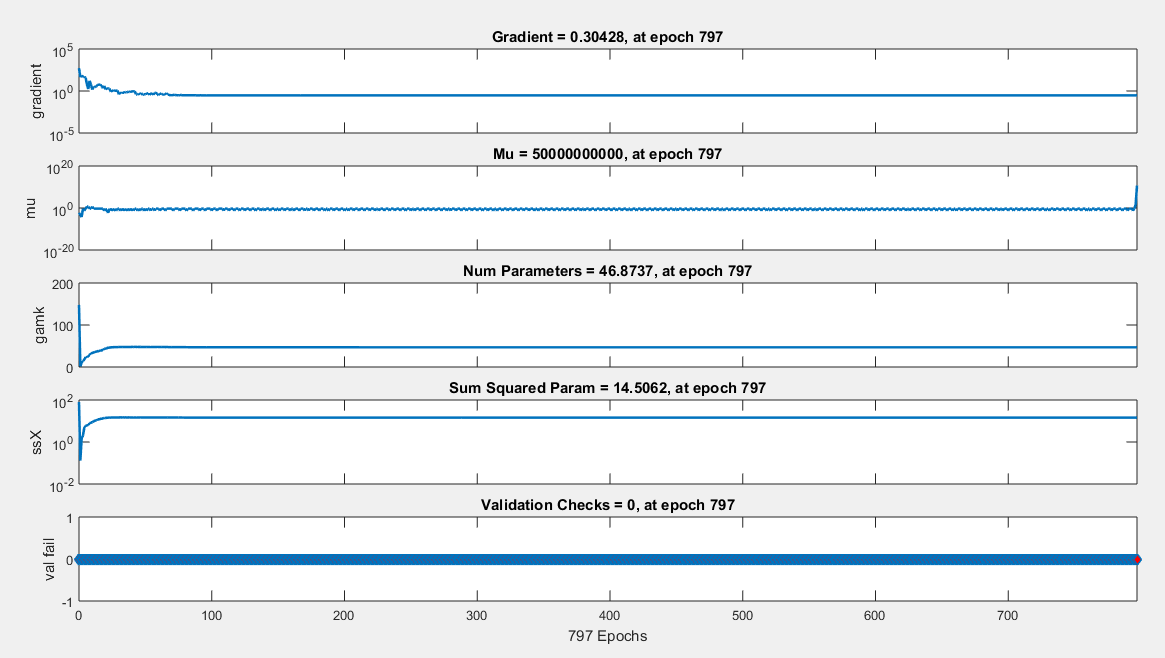 Gradient = 0.30428, at epoch 797
10^5
10^0
10^-5
gradient
Mu = 50000000000, at epoch 797
10^20
10^0
10^-20
mu
Num Parameters = 46.8737, at epoch 797
200
100
0
gamk
Sum Squared Param = 14.5062, at epoch 797
10^2
10^0
10^-2
ssX
Validation Checks = 0, at epoch 797
1
0
-1
val fail
0 100 200 300 400 500 600 700
797 Epochs